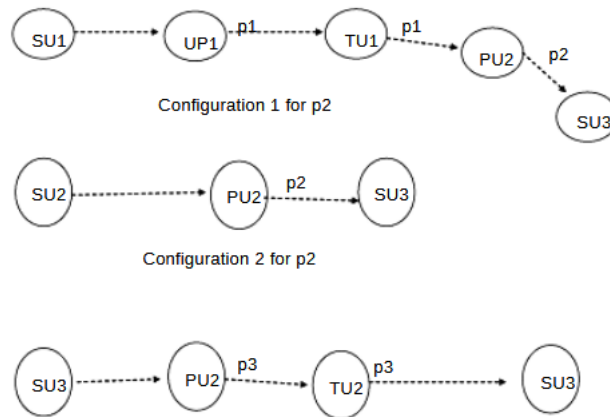 SU1 UP1 p1 TU1 p1 PU2 p2 SU3
Configuration 1 for p2
SU2 PU2 p2 SU3
Configuration 2 for p2
SU3 PU2 p3 TU2 p3 SU3